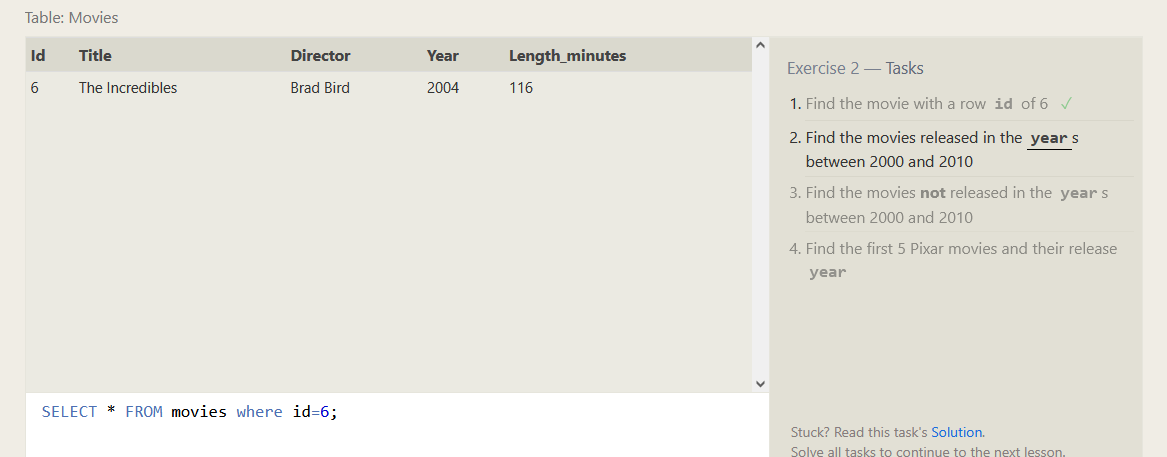 Table: Movies
Id Title Director Year Length_minutes
6 The Incredibles Brad Bird 2004 116
SELECT * FROM movies where id=6;
Exercise 2 — Tasks
1. Find the movie with a row id of 6 ✓
2. Find the movies released in the year s
between 2000 and 2010
3. Find the movies not released in the year s
between 2000 and 2010
4. Find the first 5 Pixar movies and their release
year
Stuck? Read this task's Solution.
Solve all tasks to continue to the next lesson.